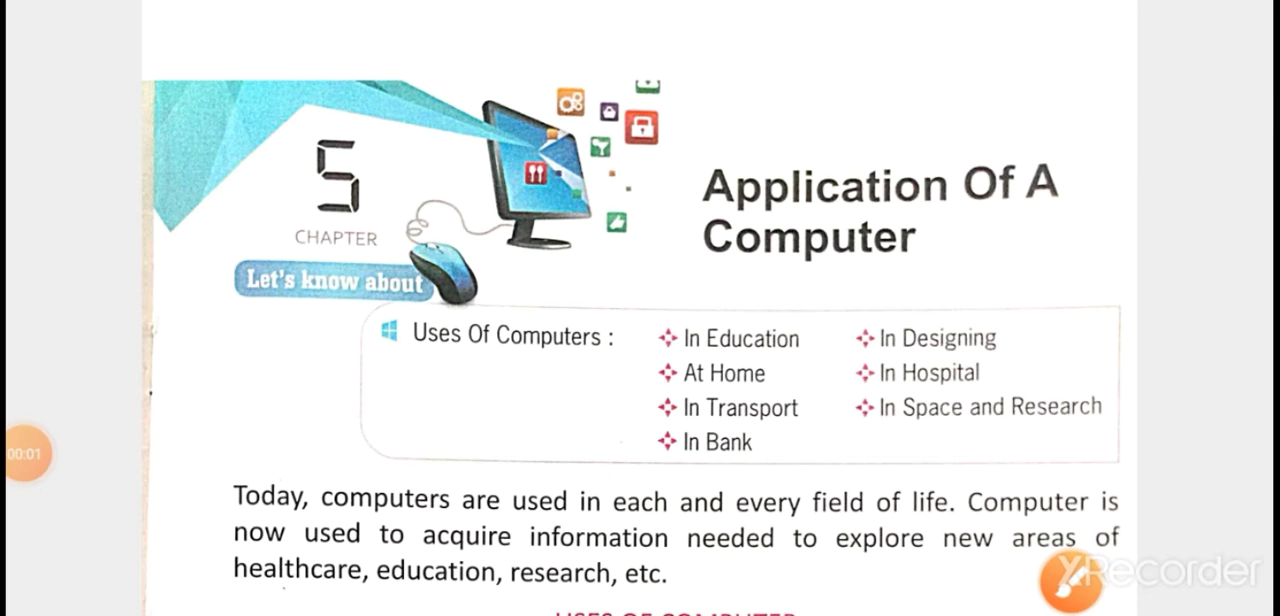 5
CHAPTER
Application Of A
Computer
Let's know about
Uses Of Computers :
In Education
At Home
In Transport
In Bank
In Designing
In Hospital
In Space and Research
Today, computers are used in each and every field of life. Computer is
now used to acquire information needed to explore new areas of
healthcare, education, research, etc.
USES OF COMPUTER
00:01
XRecorder